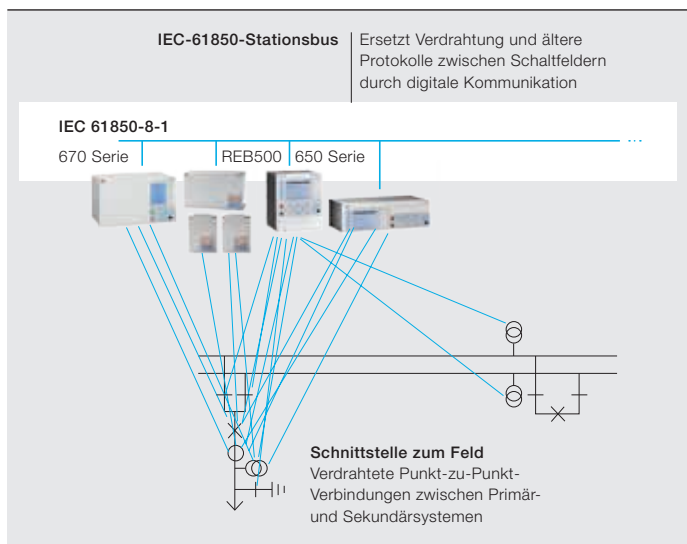 IEC-61850-Stationsbus
Ersetzt Verdrahtung und ältere
Protokolle zwischen Schaltfeldern
durch digitale Kommunikation
IEC 61850-8-1
670 Serie
REB500
650 Serie
Schnittstelle zum Feld
Verdrahtete Punkt-zu-Punkt-
Verbindungen zwischen Primär-
und Sekundärsystemen